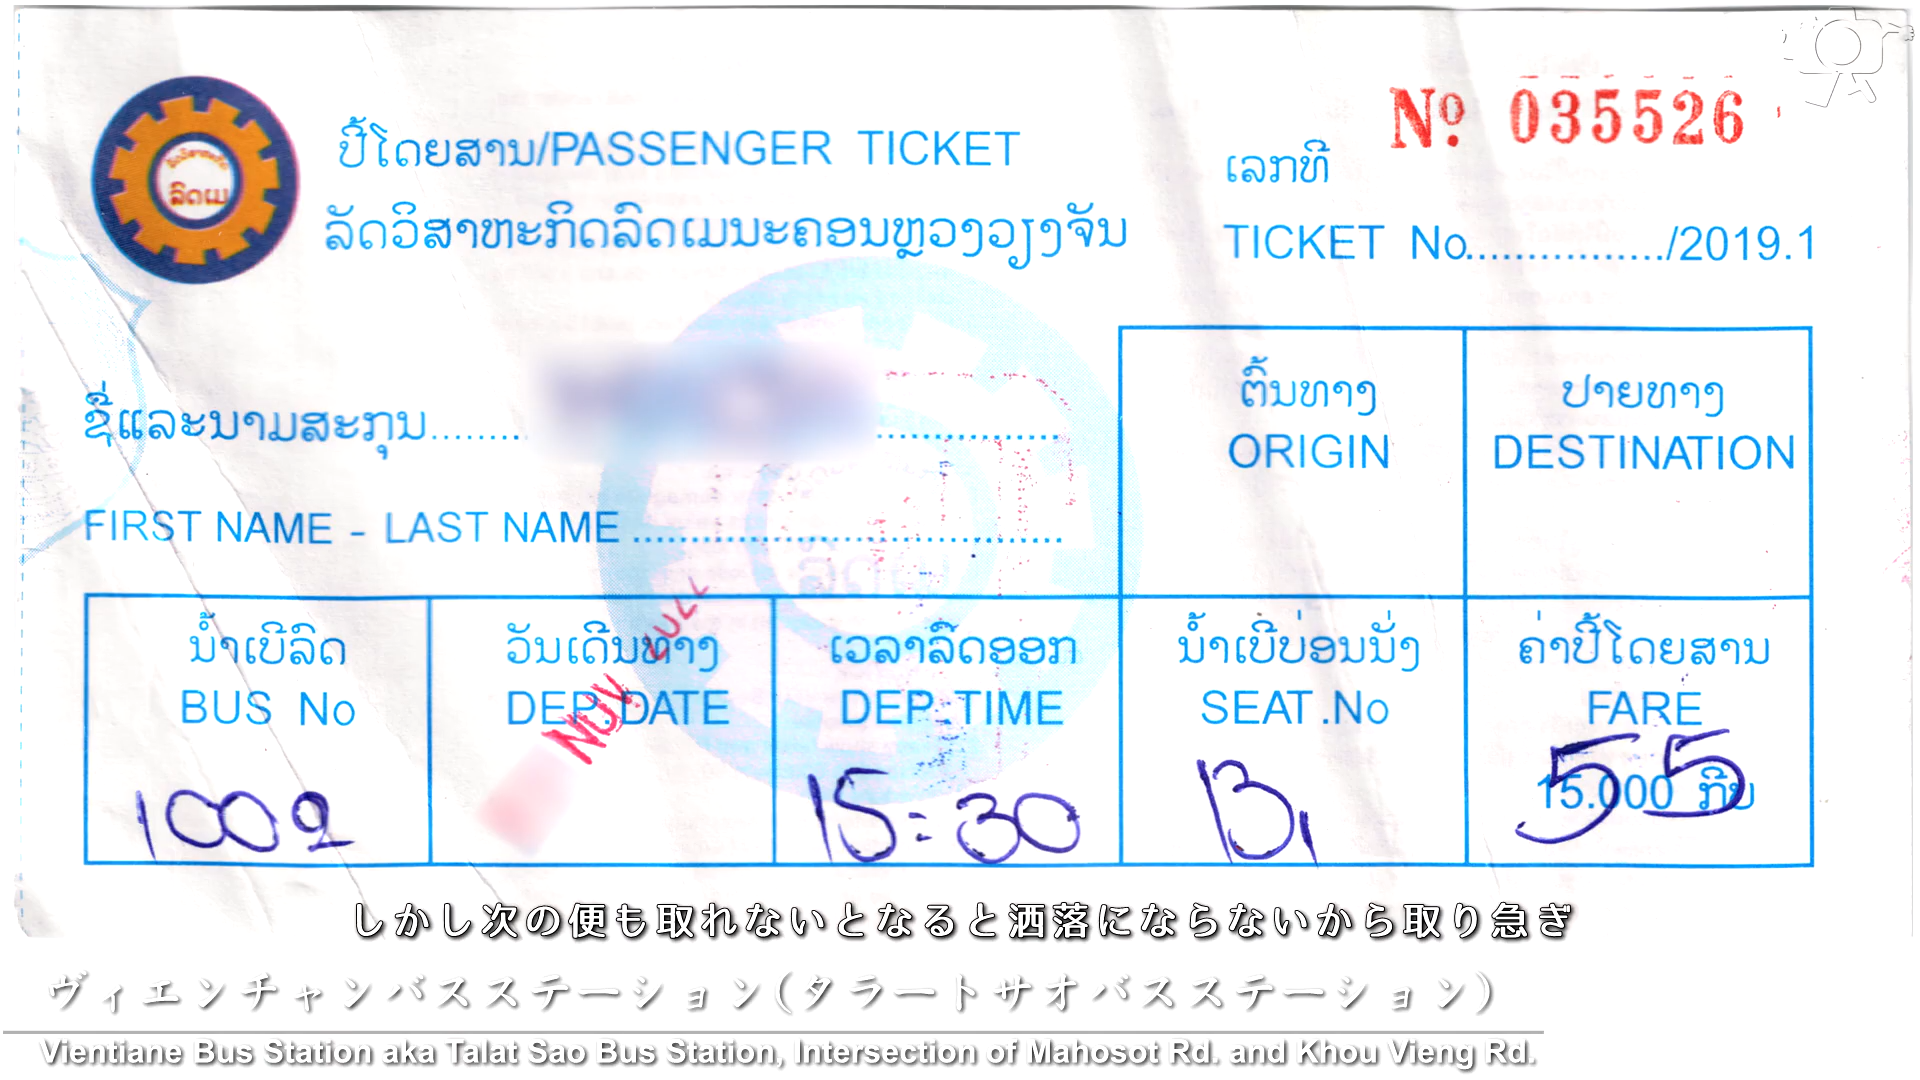 ປີ້ໂດຍສານ/PASSENGER TICKET
ລັດວິສາຫະກິດລົດເມນະຄອນຫຼວງວຽງຈັນ
ລົດເມ
Nº 035526
ເລກທີ
TICKET No................/2019.1
ຊື່ແລະນາມສະກຸນ
FIRST NAME - LAST NAME
ຕົ້ນທາງ
ORIGIN
ປາຍທາງ
DESTINATION
ນ້ຳເບີລົດ
BUS No
1002
ວັນເດີນທາງ
DEP.DATE
ເວລາລົດອອກ
DEP.TIME
15:30
ນ້ຳເບີບ່ອນນັ່ງ
SEAT.No
13
ຄ່າປີ້ໂດຍສານ
FARE
15.000 ກີບ
55
しかし次の便も取れないとなると洒落にならないから取り急ぎ
ヴィエンチャンバスステーション(タラートサオバスステーション)
Vientiane Bus Station aka Talat Sao Bus Station, Intersection of Mahosot Rd. and Khou Vieng Rd.